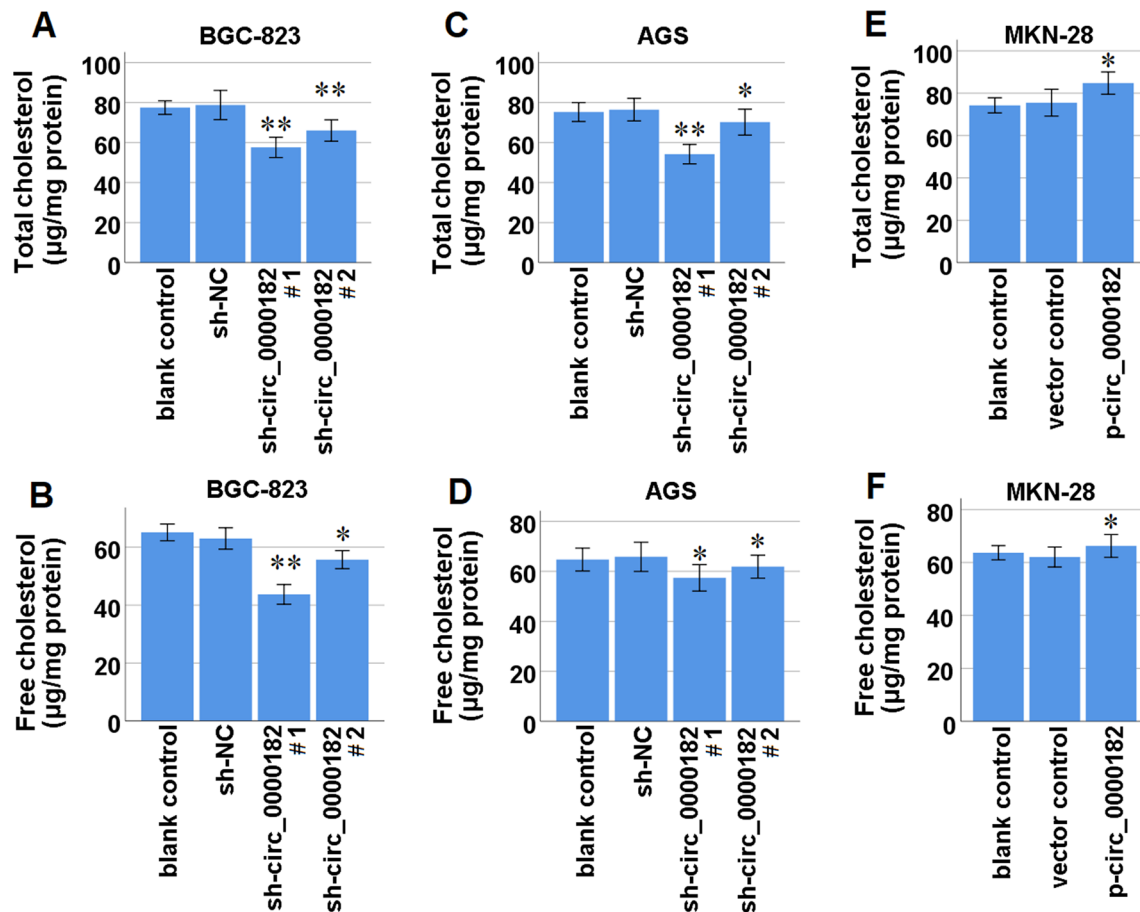 A
BGC-823
Total cholesterol
(µg/mg protein)
100
80
60
40
20
0
**
**
blank control
sh-NC
sh-circ_0000182
#1
sh-circ_0000182
#2
C
AGS
Total cholesterol
(µg/mg protein)
100
80
60
40
20
0
**
*
blank control
sh-NC
sh-circ_0000182
#1
sh-circ_0000182
#2
E
MKN-28
Total cholesterol
(µg/mg protein)
100
80
60
40
20
0
*
blank control
vector control
p-circ_0000182
B
BGC-823
Free cholesterol
(µg/mg protein)
60
40
20
0
**
*
blank control
sh-NC
sh-circ_0000182
#1
sh-circ_0000182
#2
D
AGS
Free cholesterol
(µg/mg protein)
80
60
40
20
0
*
*
blank control
sh-NC
sh-circ_0000182
#1
sh-circ_0000182
#2
F
MKN-28
Free cholesterol
(µg/mg protein)
80
60
40
20
0
*
blank control
vector control
p-circ_0000182